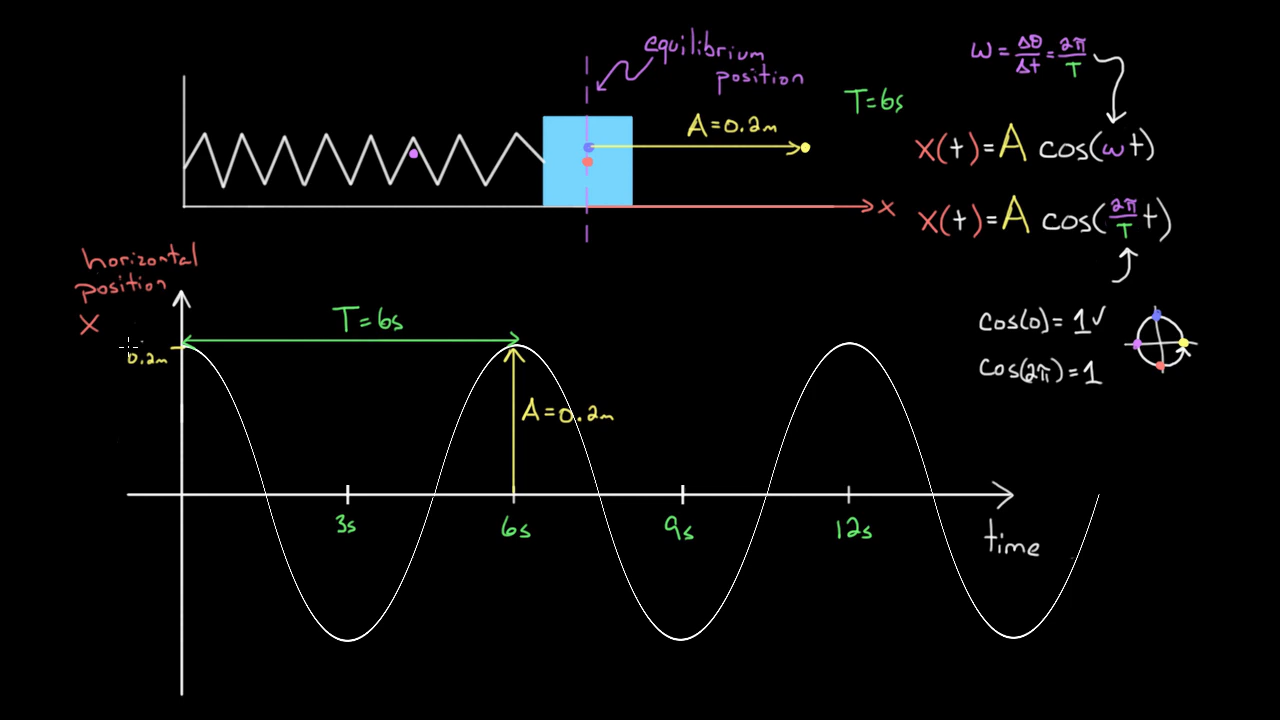 equilibrium
position
ω = Δθ/Δt = 2π/T
T=6s
A=0.2m
x(t)=A cos(ωt)
x
x(t)=A cos(2π/T t)
horizontal
position
x
T=6s
cos(0)=1✓
0.2m
cos(2π)=1
A=0.2m
3s
6s
9s
12s
time